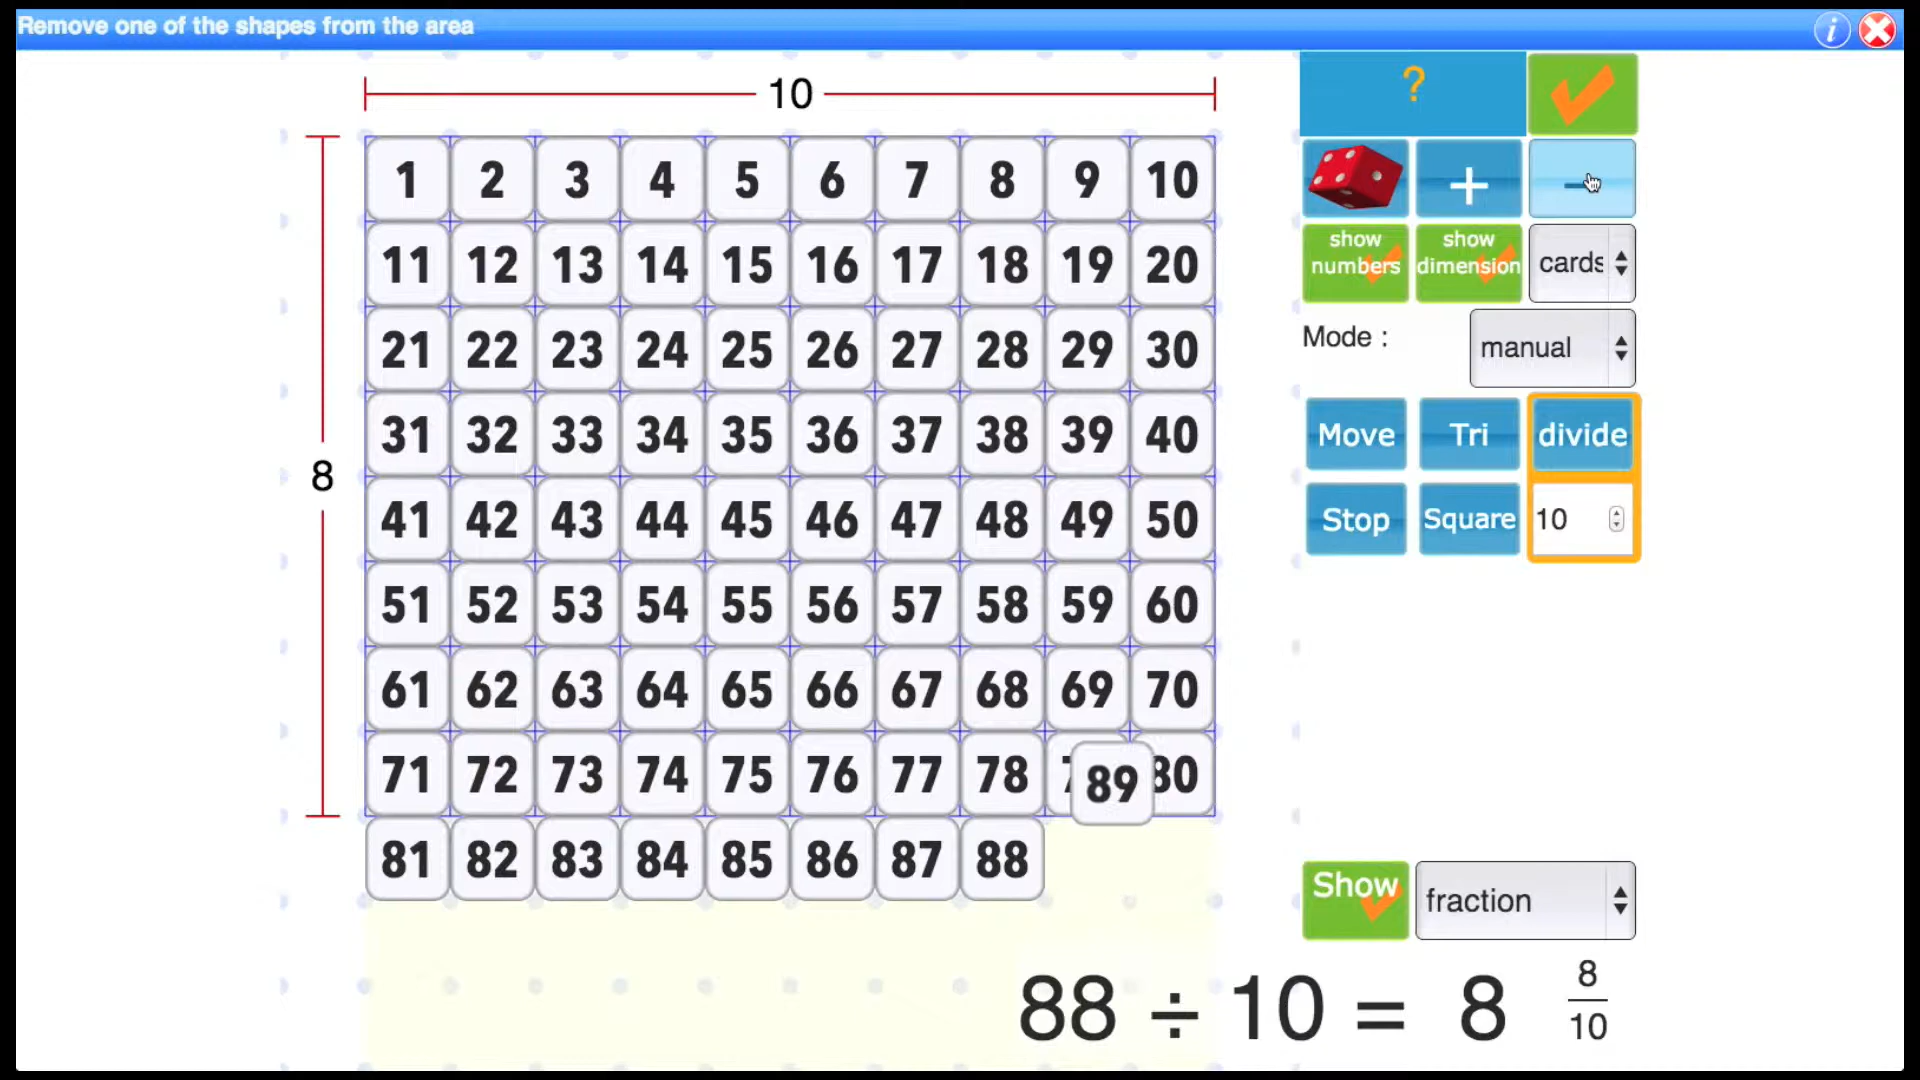 Remove one of the shapes from the area
i
10
?
8
1 2 3 4 5 6 7 8 9 10
11 12 13 14 15 16 17 18 19 20
21 22 23 24 25 26 27 28 29 30
31 32 33 34 35 36 37 38 39 40
41 42 43 44 45 46 47 48 49 50
51 52 53 54 55 56 57 58 59 60
61 62 63 64 65 66 67 68 69 70
71 72 73 74 75 76 77 78 89
81 82 83 84 85 86 87 88
+ −
show numbers
show dimension
cards
Mode :
manual
Move Tri divide
Stop Square 10
Show
fraction
88 ÷ 10 = 8 8/10